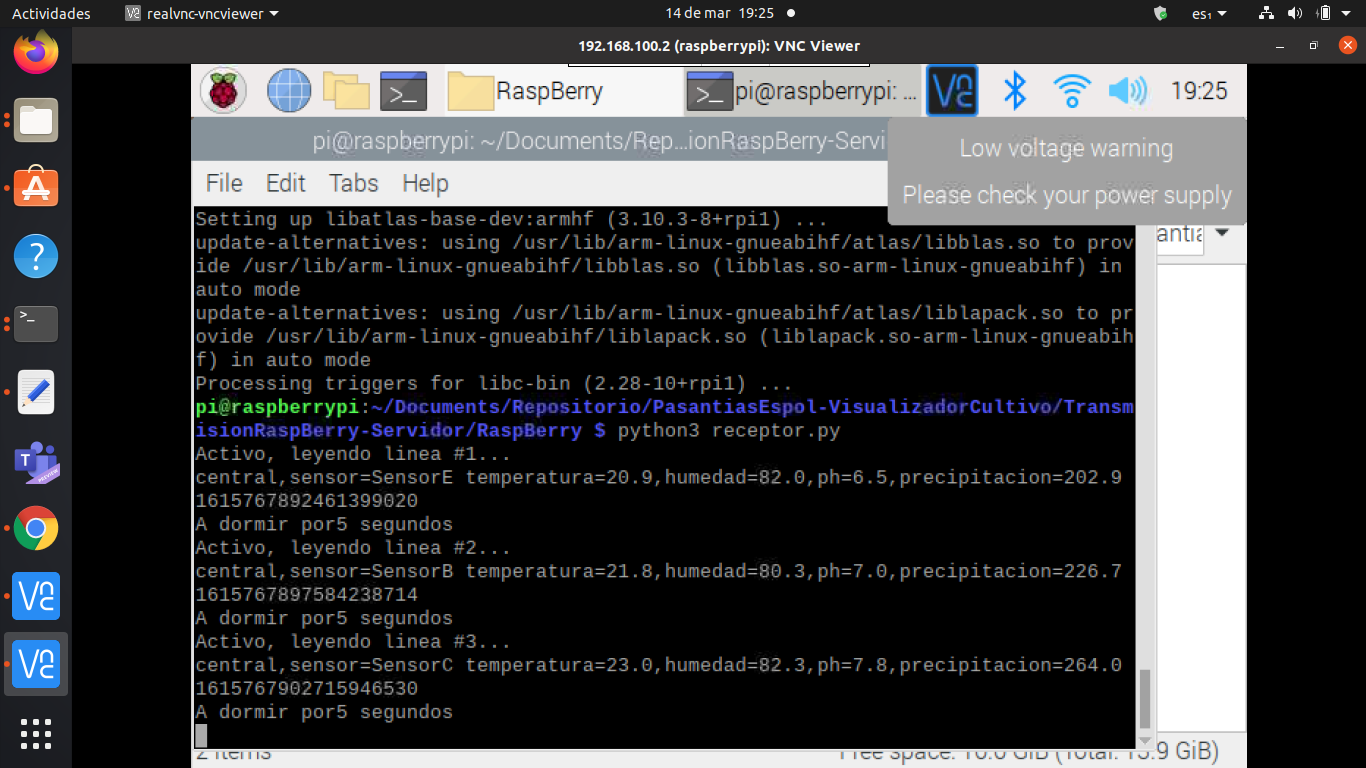 Actividades
realvnc-vncviewer
14 de mar 19:25
es₁
192.168.100.2 (raspberrypi): VNC Viewer
RaspBerry
pi@raspberrypi: ...
19:25
pi@raspberrypi: ~/Documents/Rep...ionRaspBerry-Servi
Low voltage warning
Please check your power supply
File Edit Tabs Help
Setting up libatlas-base-dev:armhf (3.10.3-8+rpi1) ...
update-alternatives: using /usr/lib/arm-linux-gnueabihf/atlas/libblas.so to prov
ide /usr/lib/arm-linux-gnueabihf/libblas.so (libblas.so-arm-linux-gnueabihf) in
auto mode
update-alternatives: using /usr/lib/arm-linux-gnueabihf/atlas/liblapack.so to pr
ovide /usr/lib/arm-linux-gnueabihf/liblapack.so (liblapack.so-arm-linux-gnueabih
f) in auto mode
Processing triggers for libc-bin (2.28-10+rpi1) ...
pi@raspberrypi:~/Documents/Repositorio/PasantiasEspol-VisualizadorCultivo/Transm
isionRaspBerry-Servidor/RaspBerry $ python3 receptor.py
Activo, leyendo linea #1...
central,sensor=SensorE temperatura=20.9,humedad=82.0,ph=6.5,precipitacion=202.9
1615767892461399020
A dormir por5 segundos
Activo, leyendo linea #2...
central,sensor=SensorB temperatura=21.8,humedad=80.3,ph=7.0,precipitacion=226.7
1615767897584238714
A dormir por5 segundos
Activo, leyendo linea #3...
central,sensor=SensorC temperatura=23.0,humedad=82.3,ph=7.8,precipitacion=264.0
1615767902715946530
A dormir por5 segundos
2 items
Free space: 10.0 GiB (Total: 13.9 GiB)